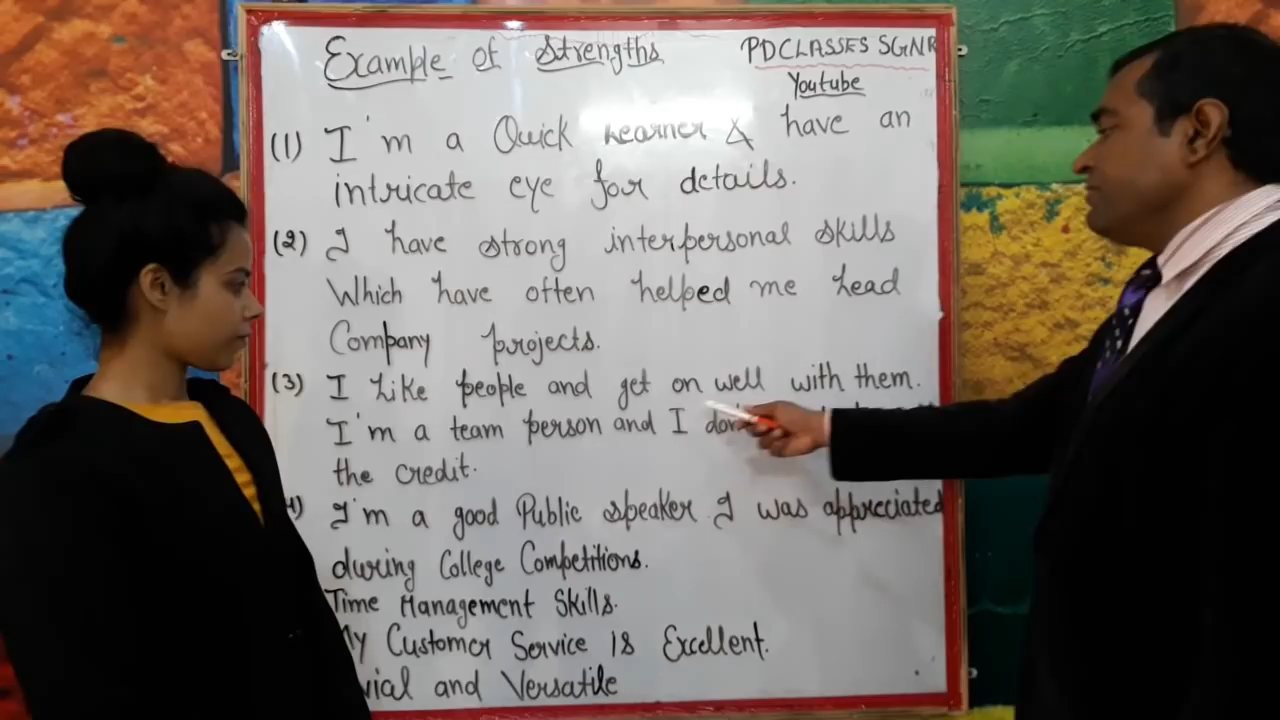 Example of Strengths PDCLASSES SGNR
Youtube
(1) I'm a Quick Learner & have an
intricate eye for details.
(2) I have strong interpersonal skills
Which have often helped me lead
Company projects.
(3) I Like people and get on well with them.
I'm a team person and I
the credit.
I'm a good Public speaker. I was appreciated
during College Competitions.
Time Management Skills.
My Customer Service is Excellent.
and Versatile